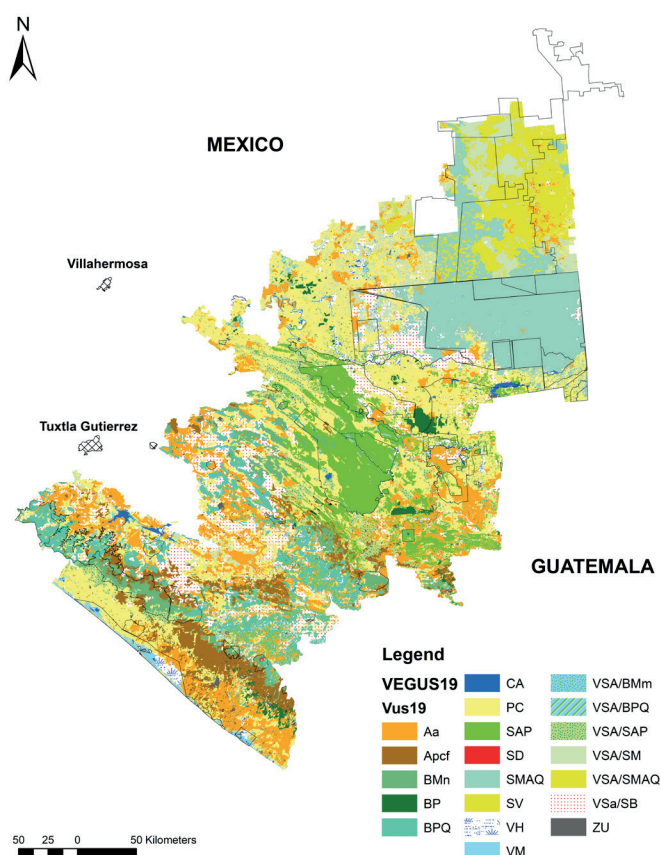 N
MEXICO
Villahermosa
Tuxtla Gutierrez
GUATEMALA
Legend
VEGUS19
Vus19
Aa
Apcf
BMn
BP
BPQ
CA
PC
SAP
SD
SMAQ
SV
VH
VM
VSA/BMm
VSA/BPQ
VSA/SAP
VSA/SM
VSA/SMAQ
VSa/SB
ZU
50 25 0 50 Kilometers